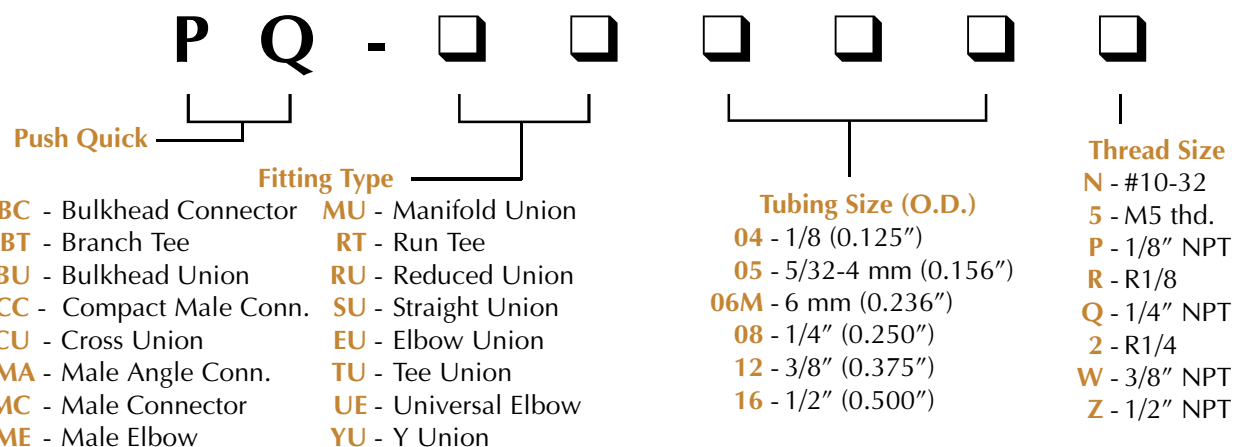 P Q -
Push Quick
Fitting Type
BC - Bulkhead Connector
BT - Branch Tee
BU - Bulkhead Union
CC - Compact Male Conn.
CU - Cross Union
MA - Male Angle Conn.
MC - Male Connector
ME - Male Elbow
MU - Manifold Union
RT - Run Tee
RU - Reduced Union
SU - Straight Union
EU - Elbow Union
TU - Tee Union
UE - Universal Elbow
YU - Y Union
Tubing Size (O.D.)
04 - 1/8 (0.125″)
05 - 5/32-4 mm (0.156″)
06M - 6 mm (0.236″)
08 - 1/4″ (0.250″)
12 - 3/8″ (0.375″)
16 - 1/2″ (0.500″)
Thread Size
N - #10-32
5 - M5 thd.
P - 1/8″ NPT
R - R1/8
Q - 1/4″ NPT
2 - R1/4
W - 3/8″ NPT
Z - 1/2″ NPT